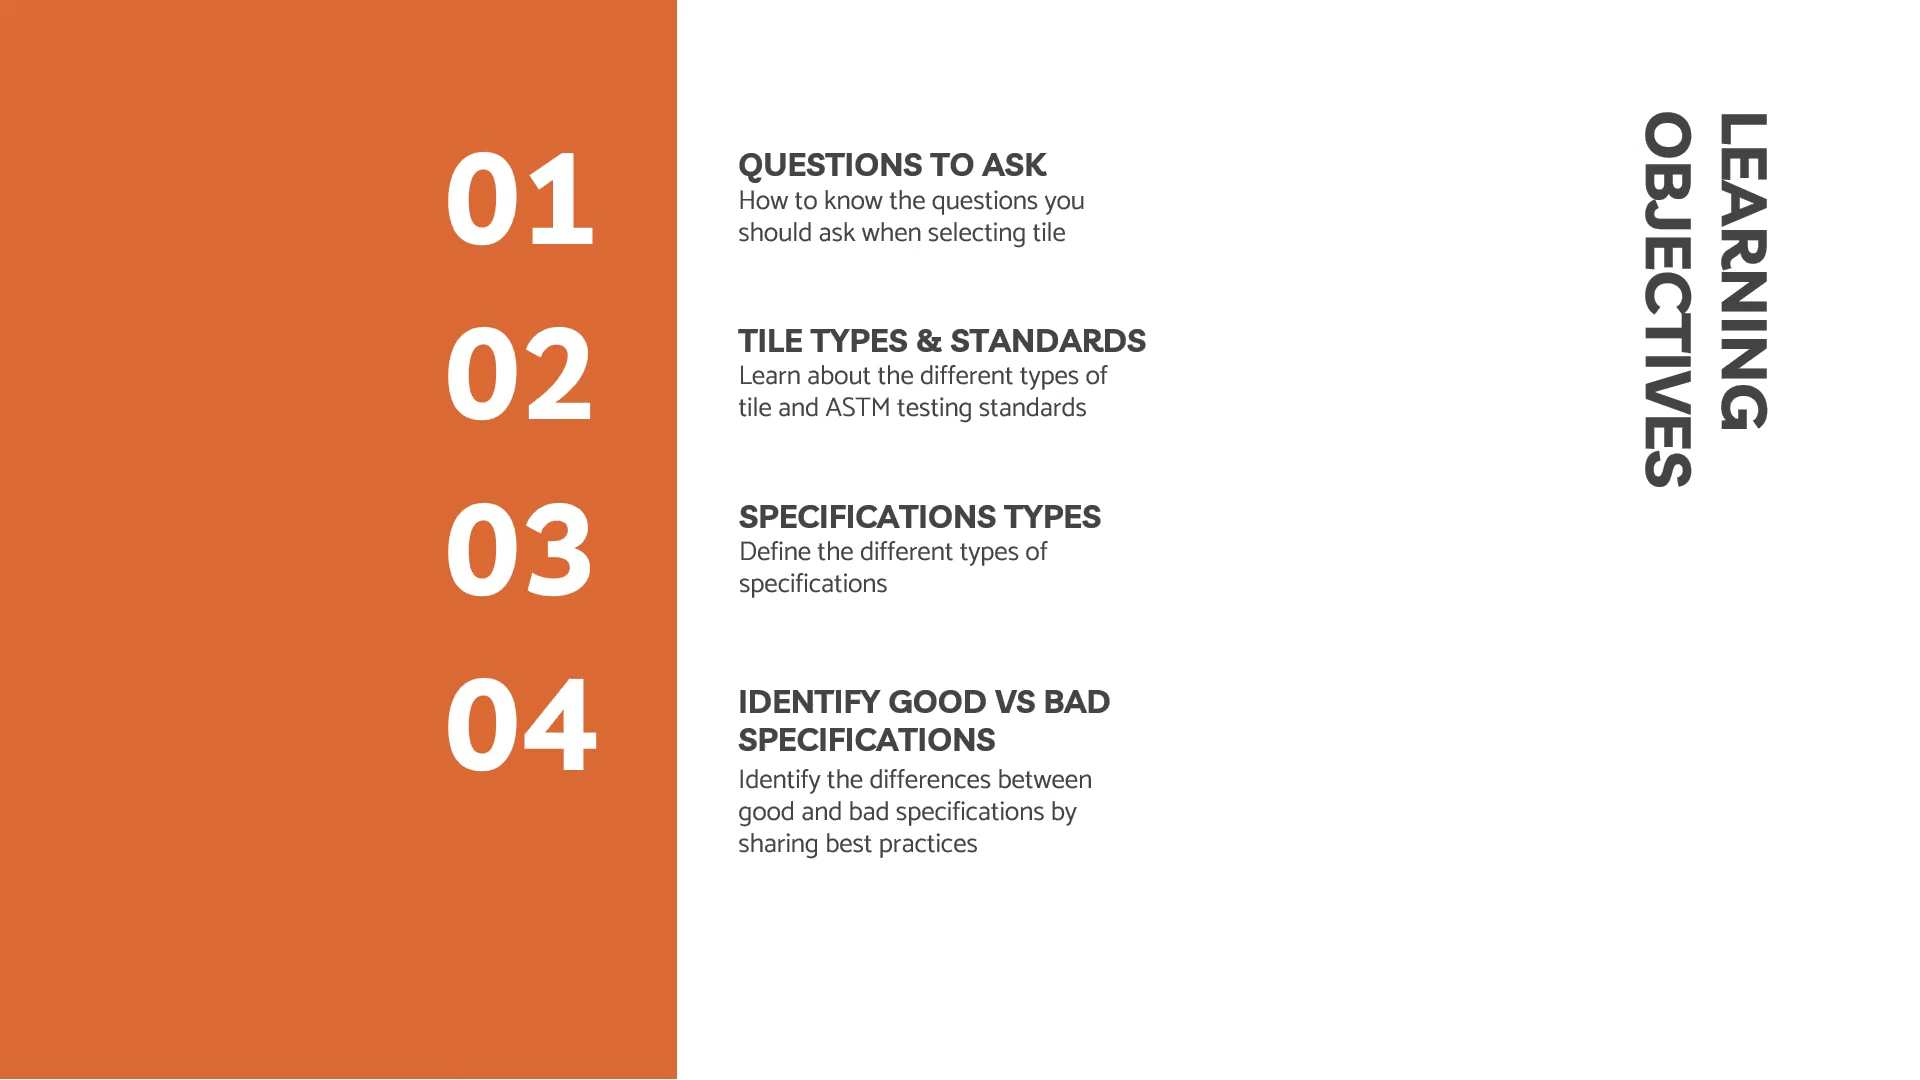 LEARNING
OBJECTIVES
01
QUESTIONS TO ASK
How to know the questions you
should ask when selecting tile
02
TILE TYPES & STANDARDS
Learn about the different types of
tile and ASTM testing standards
03
SPECIFICATIONS TYPES
Define the different types of
specifications
04
IDENTIFY GOOD VS BAD
SPECIFICATIONS
Identify the differences between
good and bad specifications by
sharing best practices